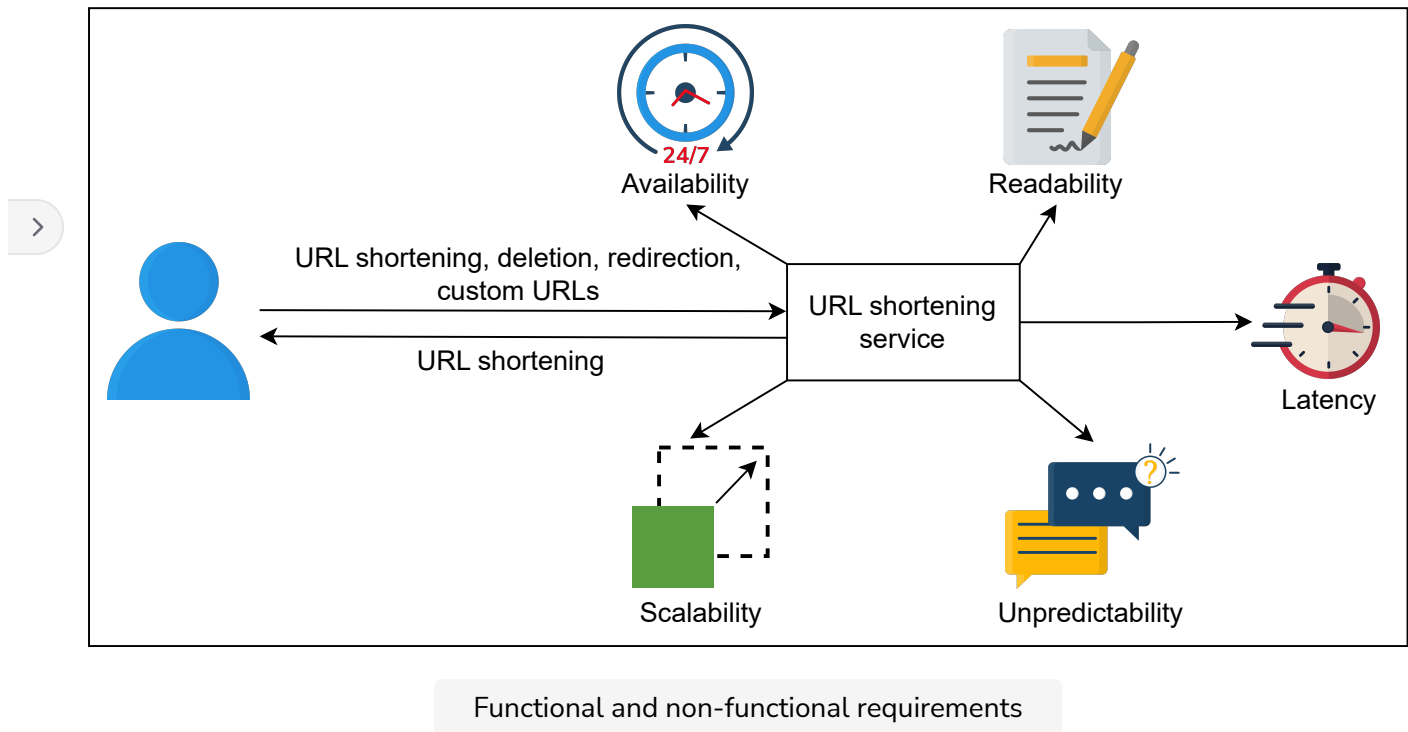 24/7
Availability
Readability
URL shortening, deletion, redirection,
custom URLs
URL shortening
URL shortening
service
?
Latency
Scalability
Unpredictability
Functional and non-functional requirements